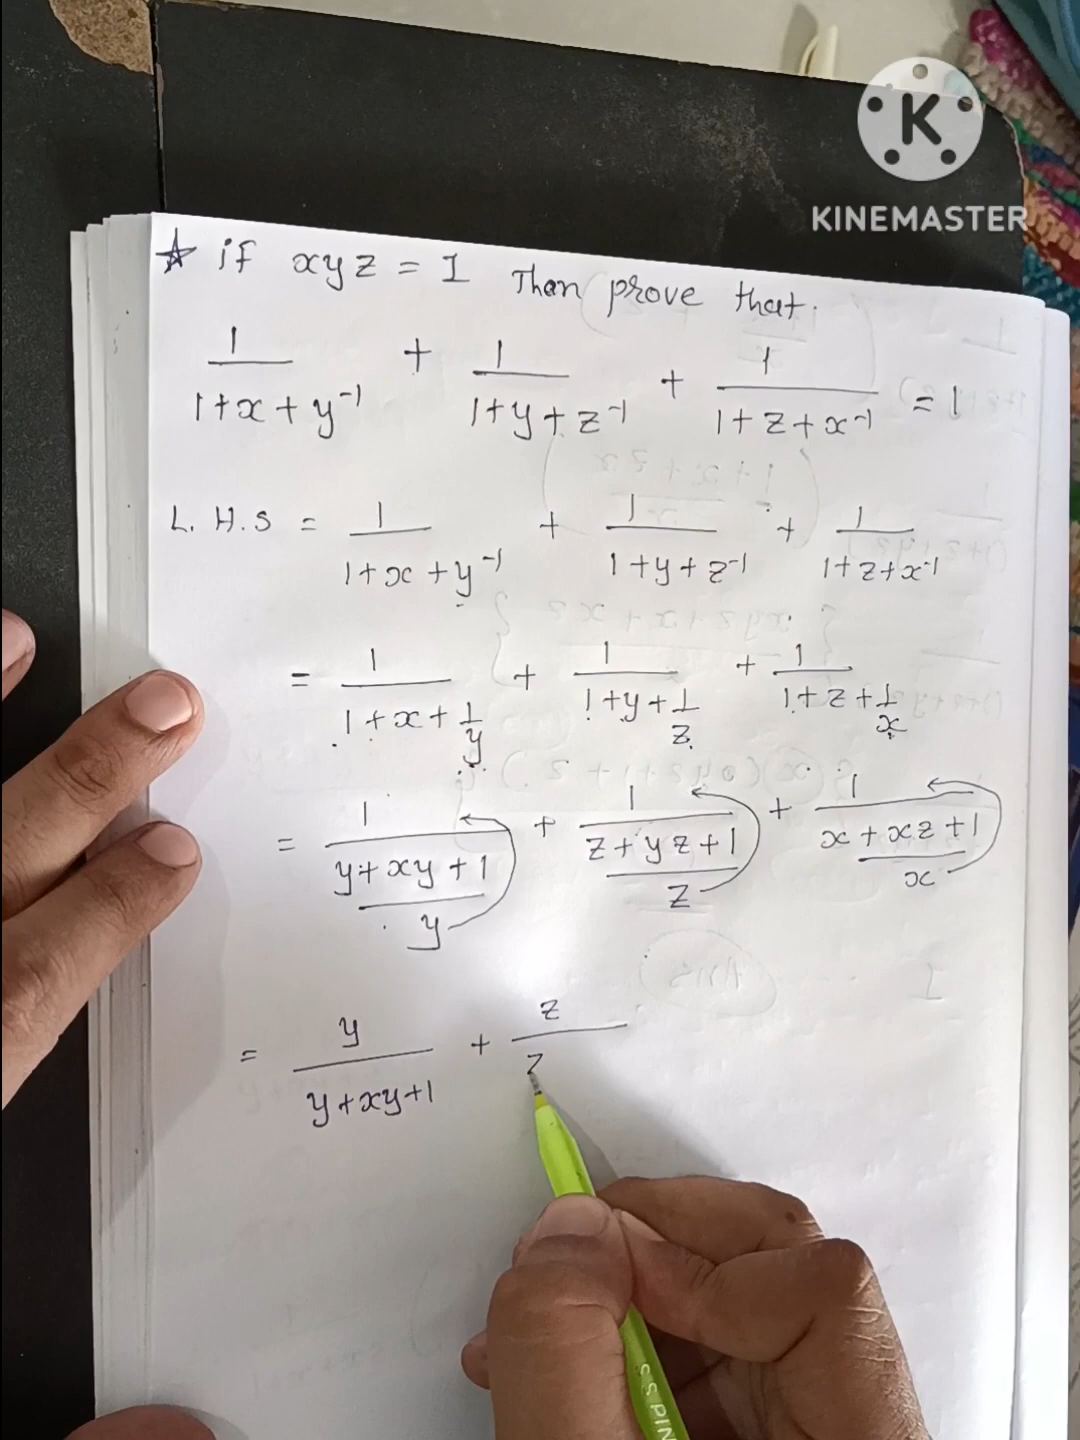 K
KINEMASTER
☆ if xyz = 1 Than prove that.
1/(1+x+y⁻¹) + 1/(1+y+z⁻¹) + 1/(1+z+x⁻¹) = 1
L.H.S = 1/(1+x+y⁻¹) + 1/(1+y+z⁻¹) + 1/(1+z+x⁻¹)
= 1/(1+x+1/y) + 1/(1+y+1/z) + 1/(1+z+1/x)
= 1/((y+xy+1)/y) + 1/((z+yz+1)/z) + 1/((x+xz+1)/x)
= y/(y+xy+1) + z/z
S S PIN